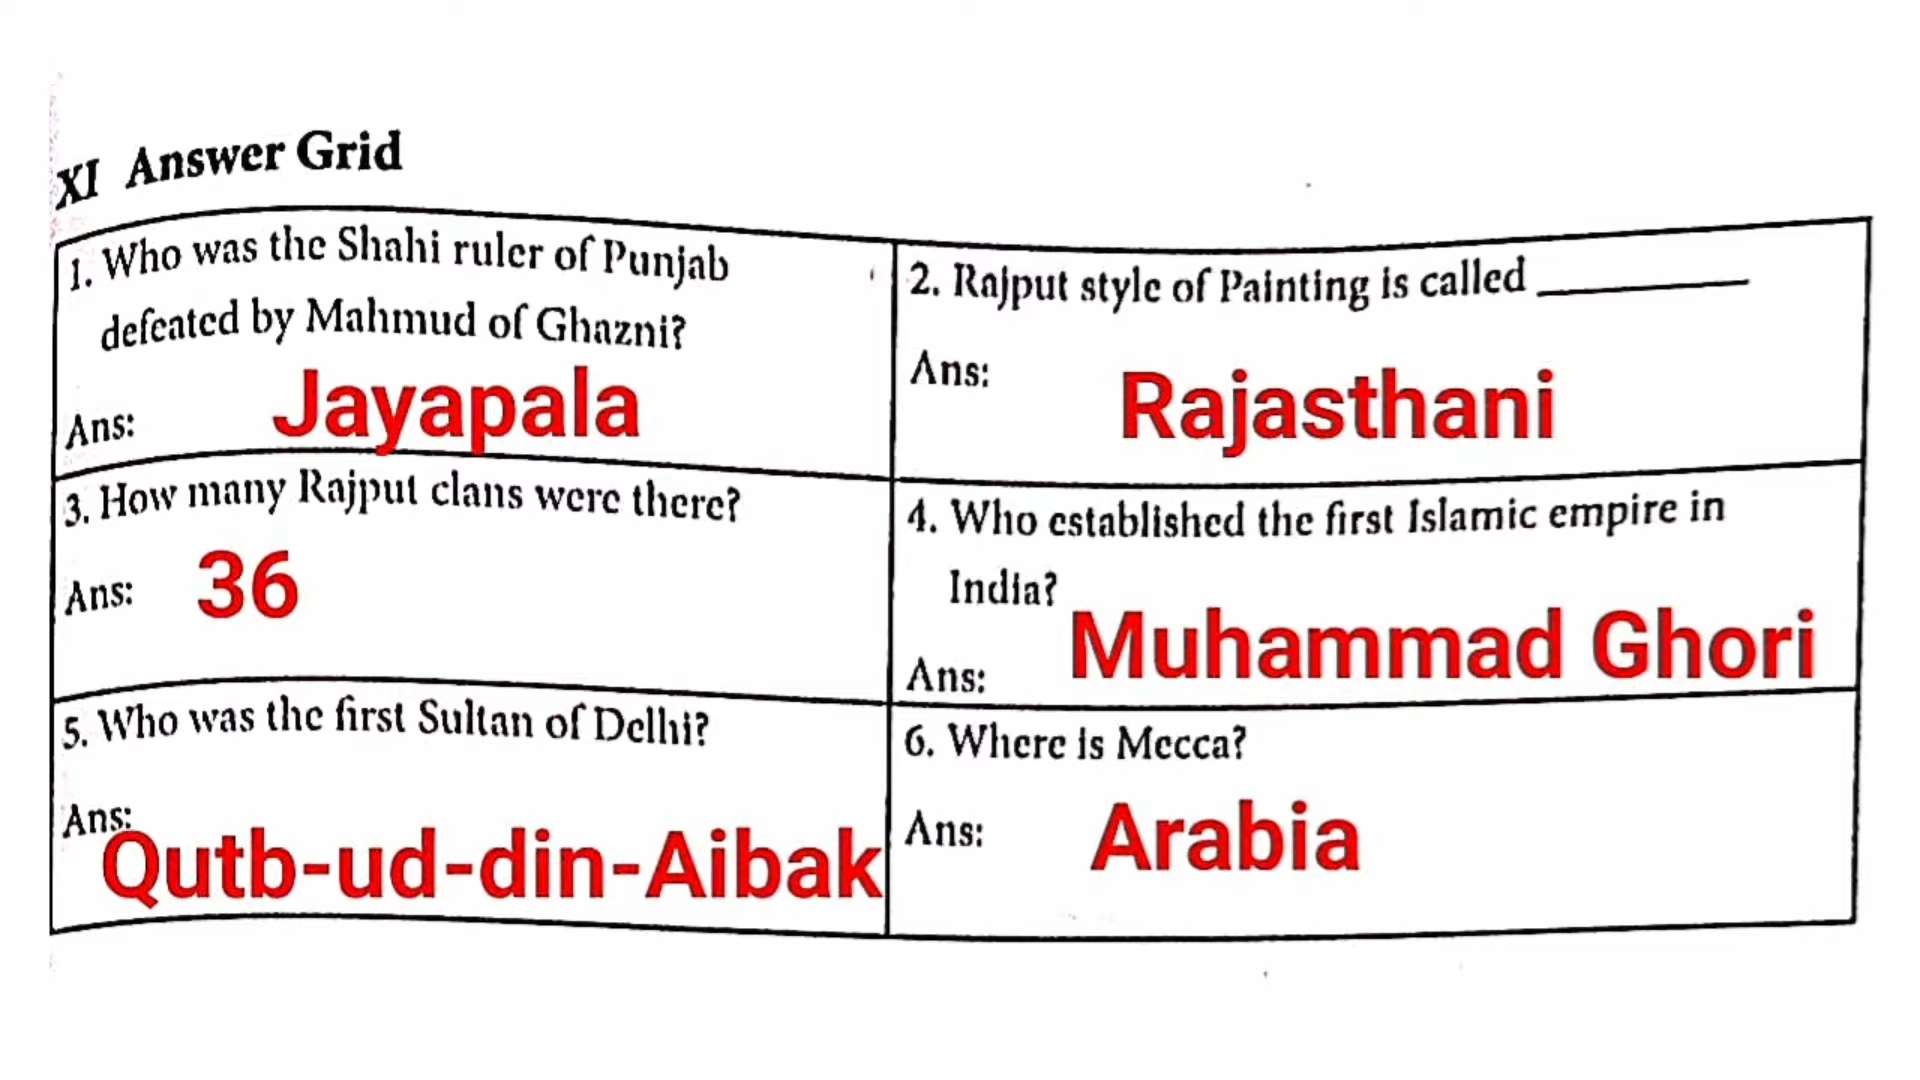 XI Answer Grid
1. Who was the Shahi ruler of Punjab
defeated by Mahmud of Ghazni?
Ans: Jayapala
2. Rajput style of Painting is called __________
Ans: Rajasthani
3. How many Rajput clans were there?
Ans: 36
4. Who established the first Islamic empire in
India?
Ans: Muhammad Ghori
5. Who was the first Sultan of Delhi?
Ans: Qutb-ud-din-Aibak
6. Where is Mecca?
Ans: Arabia